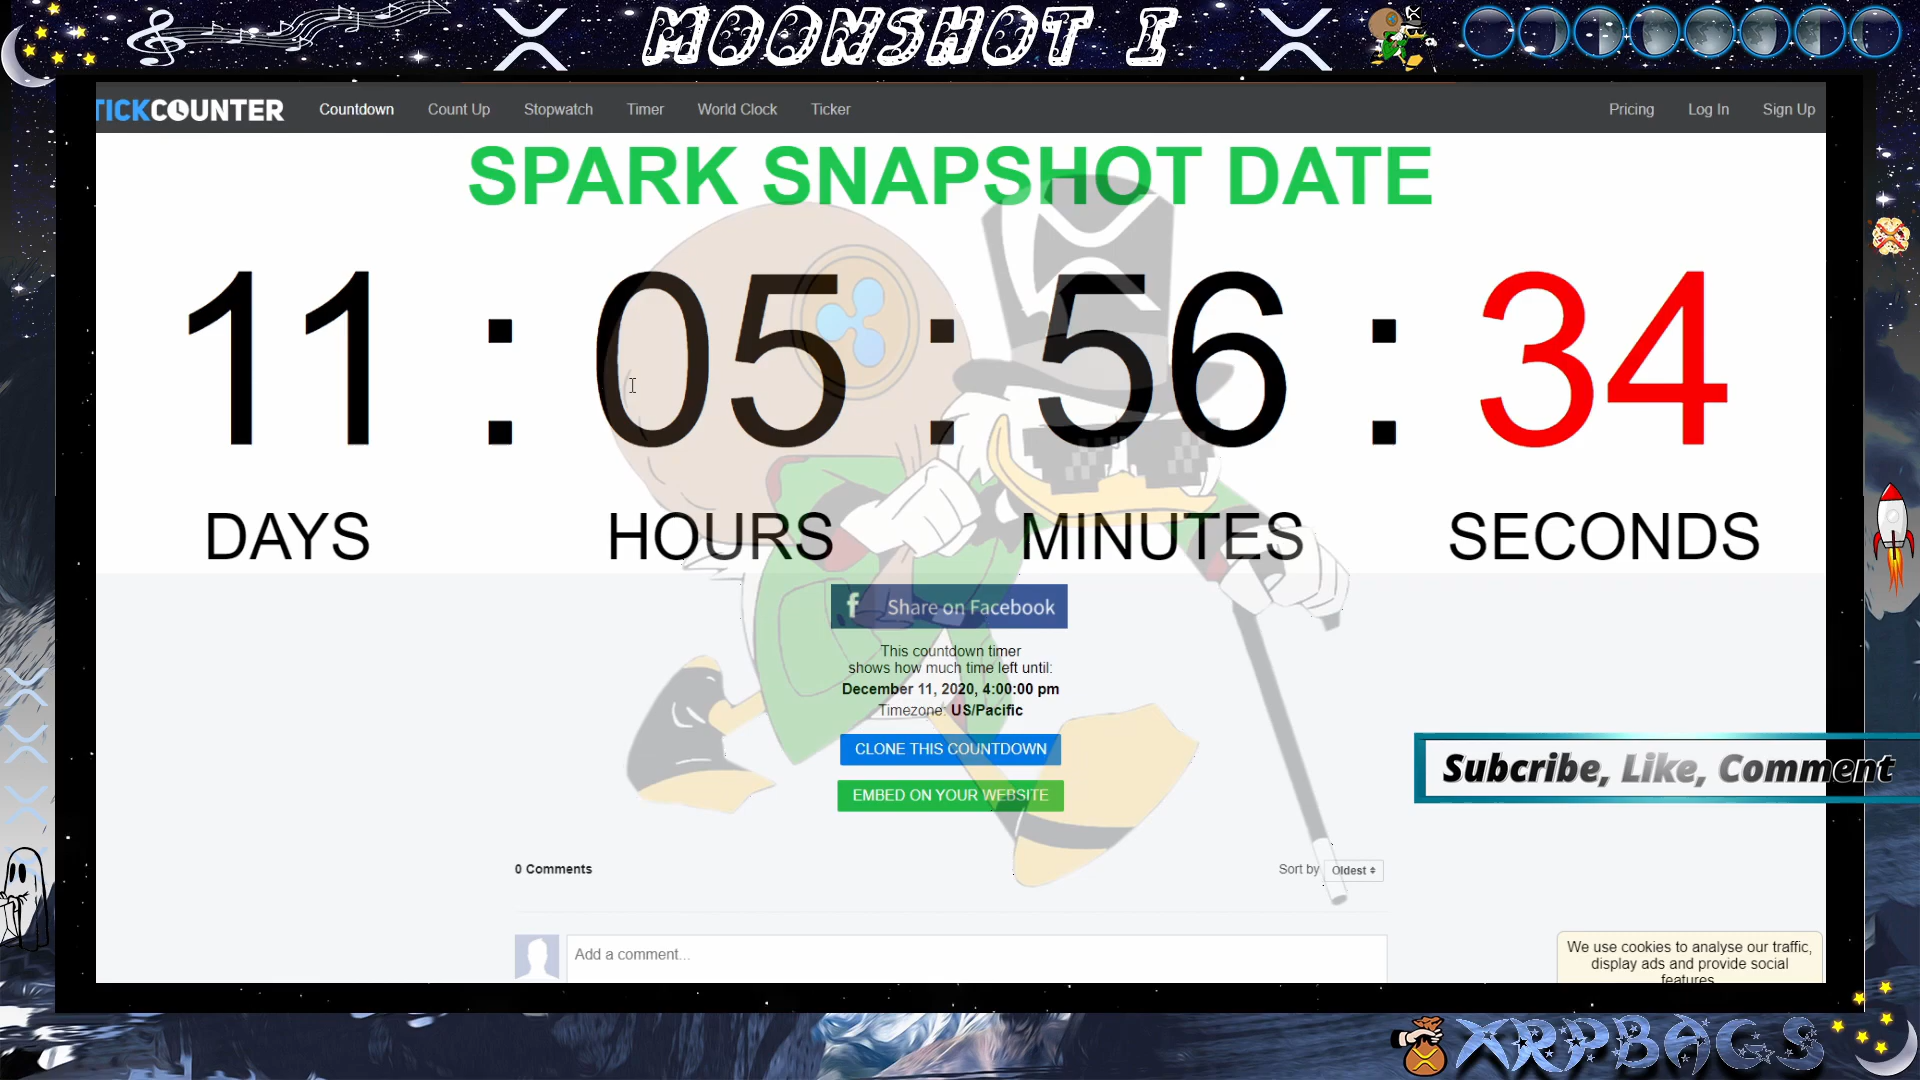 MOONSHOT I
TICKCOUNTER Countdown Count Up Stopwatch Timer World Clock Ticker Pricing Log In Sign Up
SPARK SNAPSHOT DATE
11 : 05 : 56 : 34
DAYS HOURS MINUTES SECONDS
f Share on Facebook
This countdown timer
shows how much time left until:
December 11, 2020, 4:00:00 pm
Timezone: US/Pacific
CLONE THIS COUNTDOWN
Subcribe, Like, Comment
EMBED ON YOUR WEBSITE
0 Comments Sort by Oldest
Add a comment...
We use cookies to analyse our traffic,
display ads and provide social
features
XRPBAGS